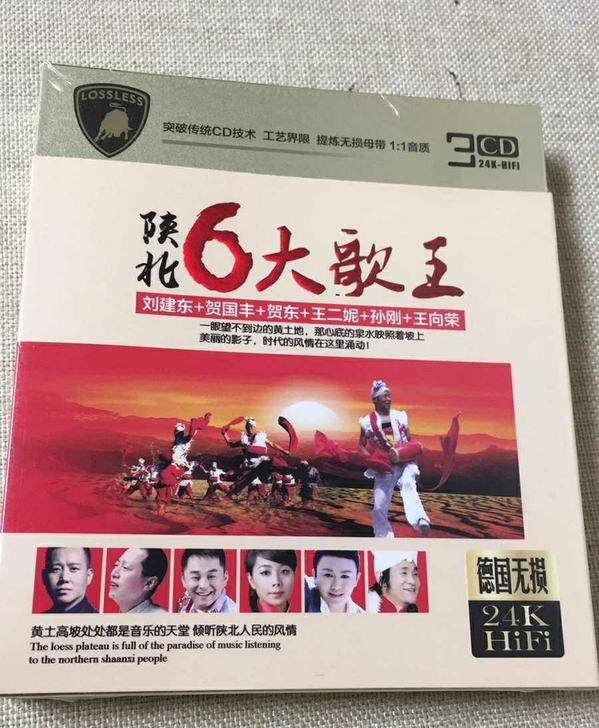 LOSSLESS
突破传统CD技术 工艺界限 提炼无损母带 1:1音质
3CD
24K-HiFi
陕北6大歌王
刘建东+贺国丰+贺东+王二妮+孙刚+王向荣
一眼望不到边的黄土地，那心底的泉水映照着坡上
美丽的影子，时代的风情在这里涌动！
德国无损
24K
HiFi
黄土高坡处处都是音乐的天堂 倾听陕北人民的风情
The loess plateau is full of the paradise of music listening
to the northern shaanxi people